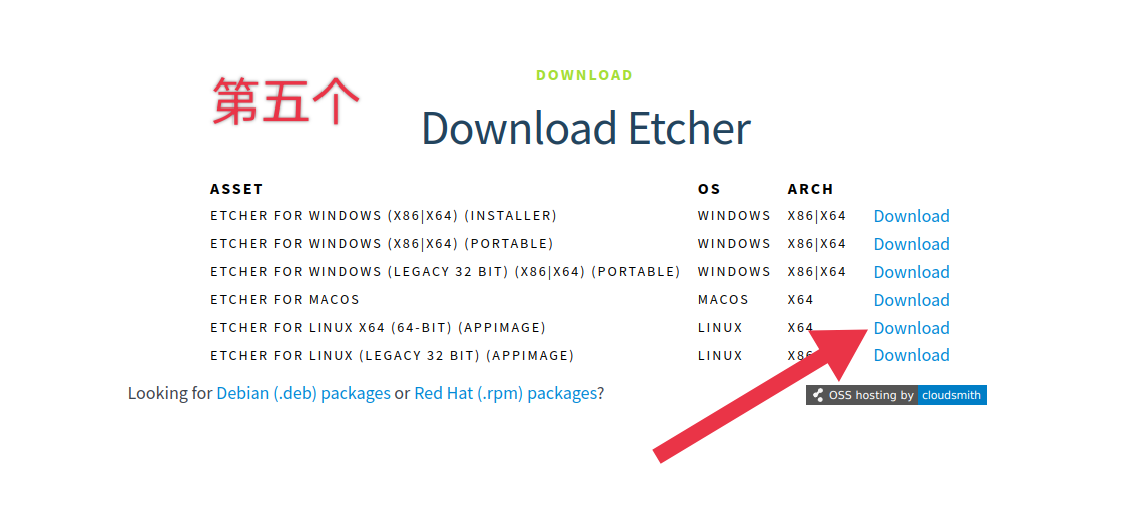 DOWNLOAD
第五个
Download Etcher
ASSET OS ARCH
ETCHER FOR WINDOWS (X86|X64) (INSTALLER) WINDOWS X86|X64 Download
ETCHER FOR WINDOWS (X86|X64) (PORTABLE) WINDOWS X86|X64 Download
ETCHER FOR WINDOWS (LEGACY 32 BIT) (X86|X64) (PORTABLE) WINDOWS X86|X64 Download
ETCHER FOR MACOS MACOS X64 Download
ETCHER FOR LINUX X64 (64-BIT) (APPIMAGE) LINUX X64 Download
ETCHER FOR LINUX (LEGACY 32 BIT) (APPIMAGE) LINUX X86 Download
Looking for Debian (.deb) packages or Red Hat (.rpm) packages? OSS hosting by cloudsmith